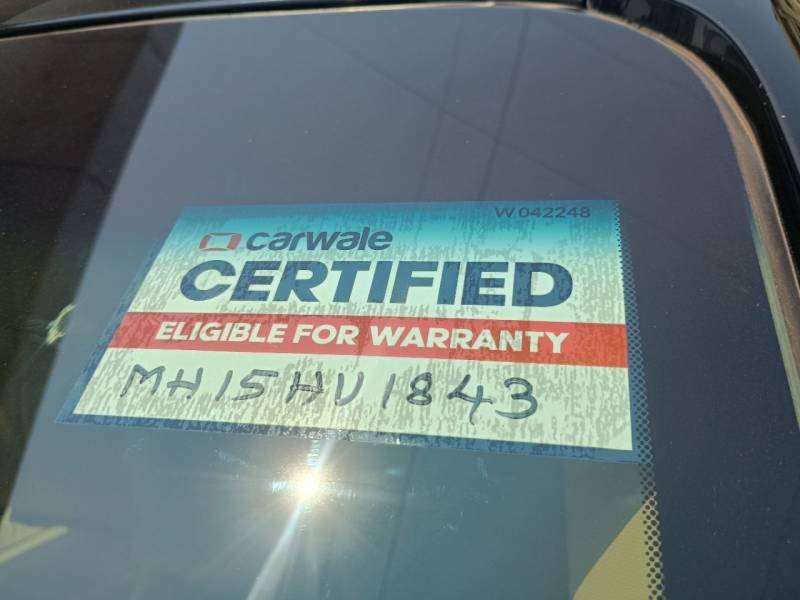 W 042248
carwale
CERTIFIED
ELIGIBLE FOR WARRANTY
MH15HU1843